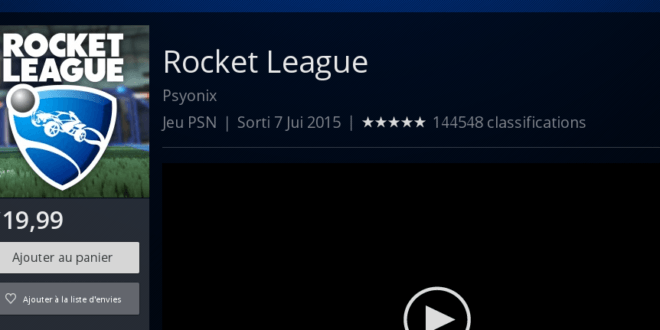 ROCKET
LEAGUE
Rocket League
Psyonix
Jeu PSN | Sorti 7 Jui 2015 | ★★★★★ 144548 classifications
19,99
Ajouter au panier
Ajouter à la liste d'envies